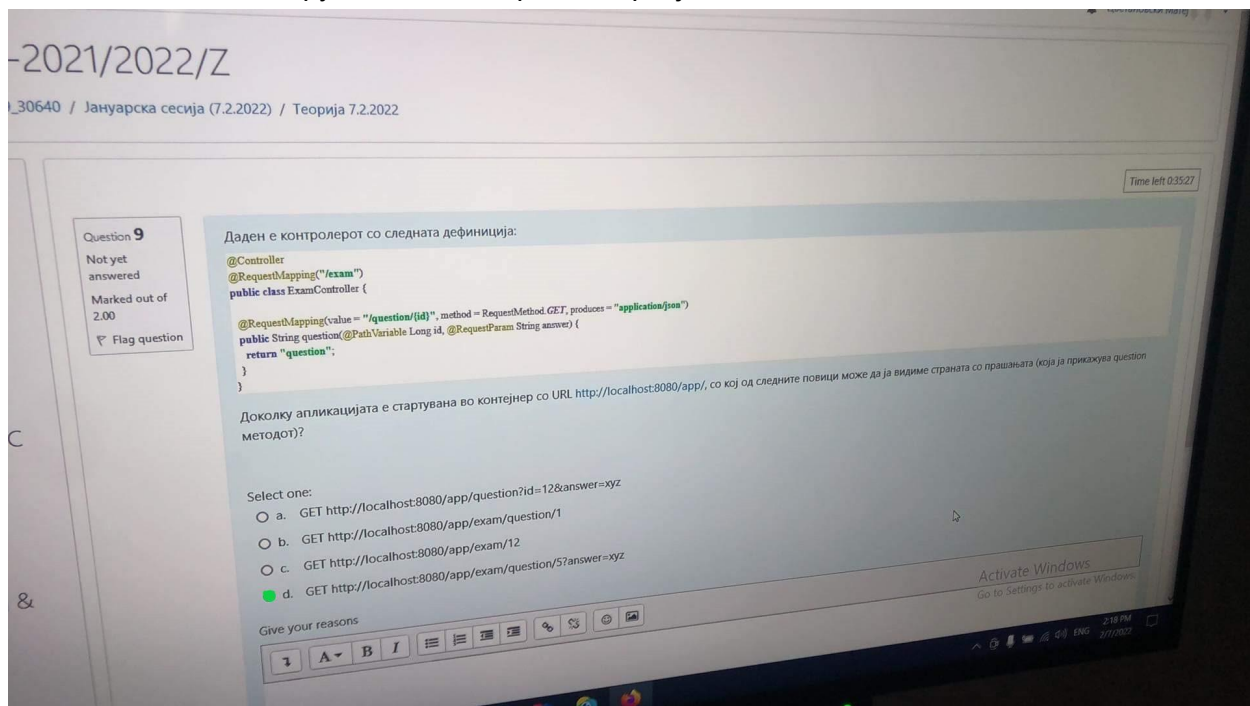 -2021/2022/Z
_30640 / Јануарска сесија (7.2.2022) / Теорија 7.2.2022
Time left 0:35:27
Question 9
Not yet
answered
Marked out of
2.00
Flag question
Даден е контролерот со следната дефиниција:
@Controller
@RequestMapping("/exam")
public class ExamController {
@RequestMapping(value = "/question/{id}", method = RequestMethod.GET, produces = "application/json")
public String question(@PathVariable Long id, @RequestParam String answer) {
return "question";
}
}
Доколку апликацијата е стартувана во контејнер со URL http://localhost:8080/app/, со кој од следните повици може да ја видиме страната со прашањата (која ја прикажува question
методот)?
Select one:
a. GET http://localhost:8080/app/question?id=12&answer=xyz
b. GET http://localhost:8080/app/exam/question/1
c. GET http://localhost:8080/app/exam/12
d. GET http://localhost:8080/app/exam/question/5?answer=xyz
Give your reasons
A B I
C
&
Activate Windows
Go to Settings to activate Windows.
ENG
2:18 PM
2/7/2022